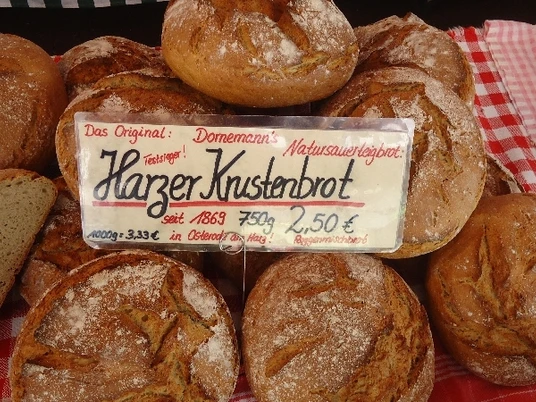 Das Original: Dornemann's Natursauerteigbrot:
Testsieger!
Harzer Krustenbrot
seit 1869 750g 2,50 €
1000g = 3,33 € in Osterode am Harz! Roggenmischbrot